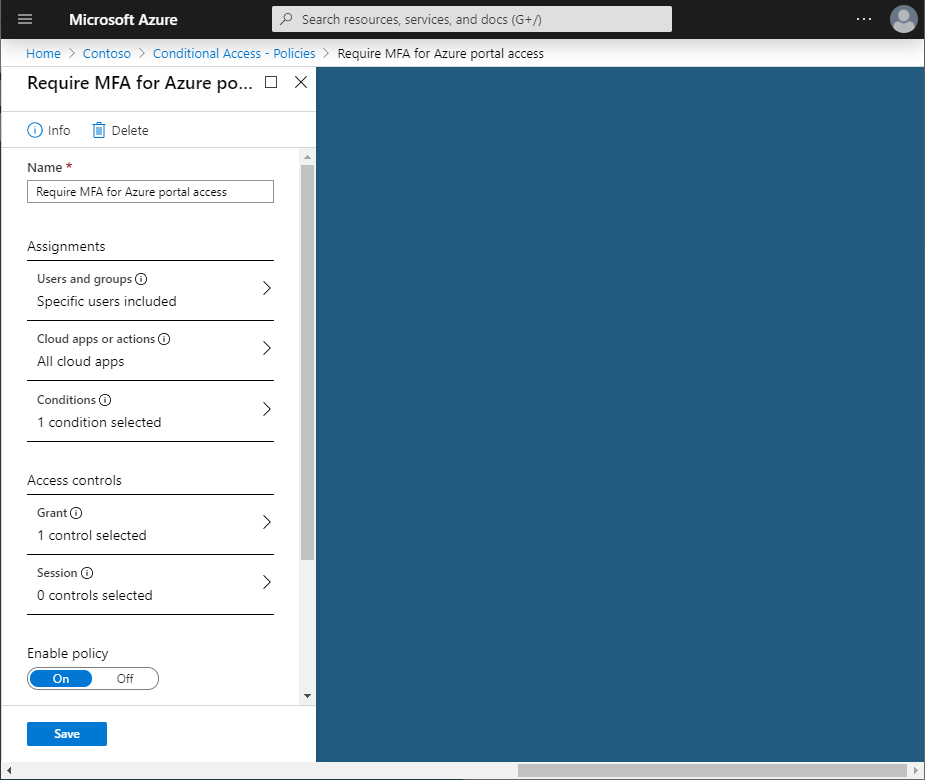 Microsoft Azure
Search resources, services, and docs (G+/)
Home > Contoso > Conditional Access - Policies > Require MFA for Azure portal access
Require MFA for Azure po...
Info Delete
Name *
Require MFA for Azure portal access
Assignments
Users and groups
Specific users included
Cloud apps or actions
All cloud apps
Conditions
1 condition selected
Access controls
Grant
1 control selected
Session
0 controls selected
Enable policy
On Off
Save